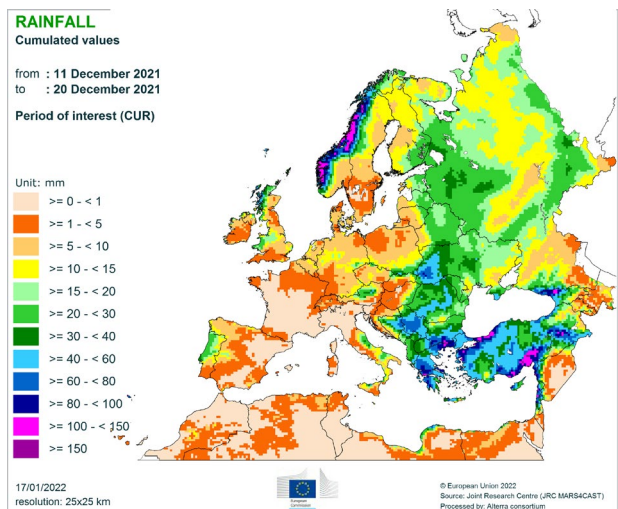 RAINFALL
Cumulated values
from : 11 December 2021
to : 20 December 2021
Period of interest (CUR)
Unit: mm
>= 0 - < 1
>= 1 - < 5
>= 5 - < 10
>= 10 - < 15
>= 15 - < 20
>= 20 - < 30
>= 30 - < 40
>= 40 - < 60
>= 60 - < 80
>= 80 - < 100
>= 100 - < 150
>= 150
17/01/2022
resolution: 25x25 km
European
Commission
© European Union 2022
Source: Joint Research Centre (JRC MARS4CAST)
Processed by: Alterra consortium